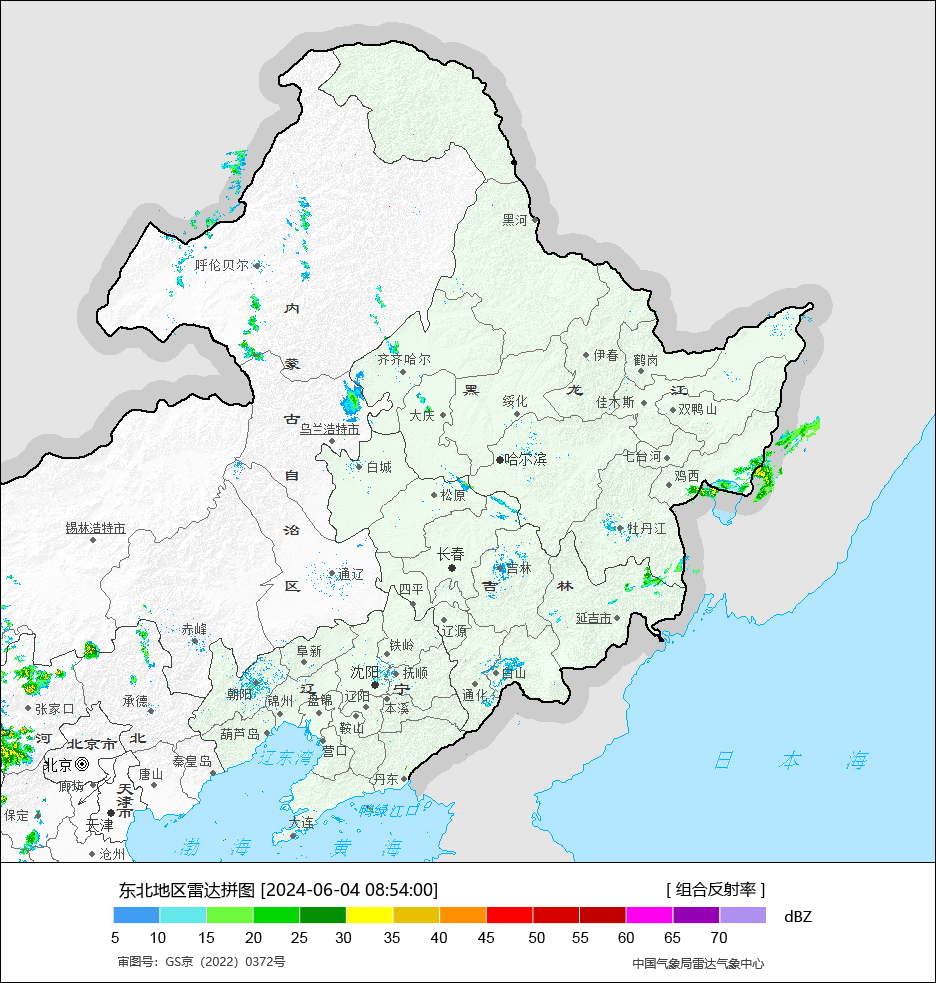 黑河
呼伦贝尔
内
蒙
古
自
治
区
齐齐哈尔
伊春
鹤岗
黑
龙
江
绥化
佳木斯
双鸭山
大庆
乌兰浩特市
哈尔滨
七台河
鸡西
白城
松原
锡林浩特市
牡丹江
长春
吉林
通辽
四平
吉
林
延吉市
辽源
赤峰
阜新
铁岭
沈阳
抚顺
白山
朝阳
辽
宁
锦州
盘锦
辽阳
本溪
通化
张家口
承德
葫芦岛
鞍山
营口
河
北京市
北
北京
秦皇岛
辽东湾
唐山
丹东
廊坊
天
津
市
鸭绿江口
保定
天津
大连
沧州
渤 海
黄 海
日 本 海
东北地区雷达拼图 [2024-06-04 08:54:00]
[ 组合反射率 ]
dBZ
5 10 15 20 25 30 35 40 45 50 55 60 65 70
审图号：GS京（2022）0372号
中国气象局雷达气象中心